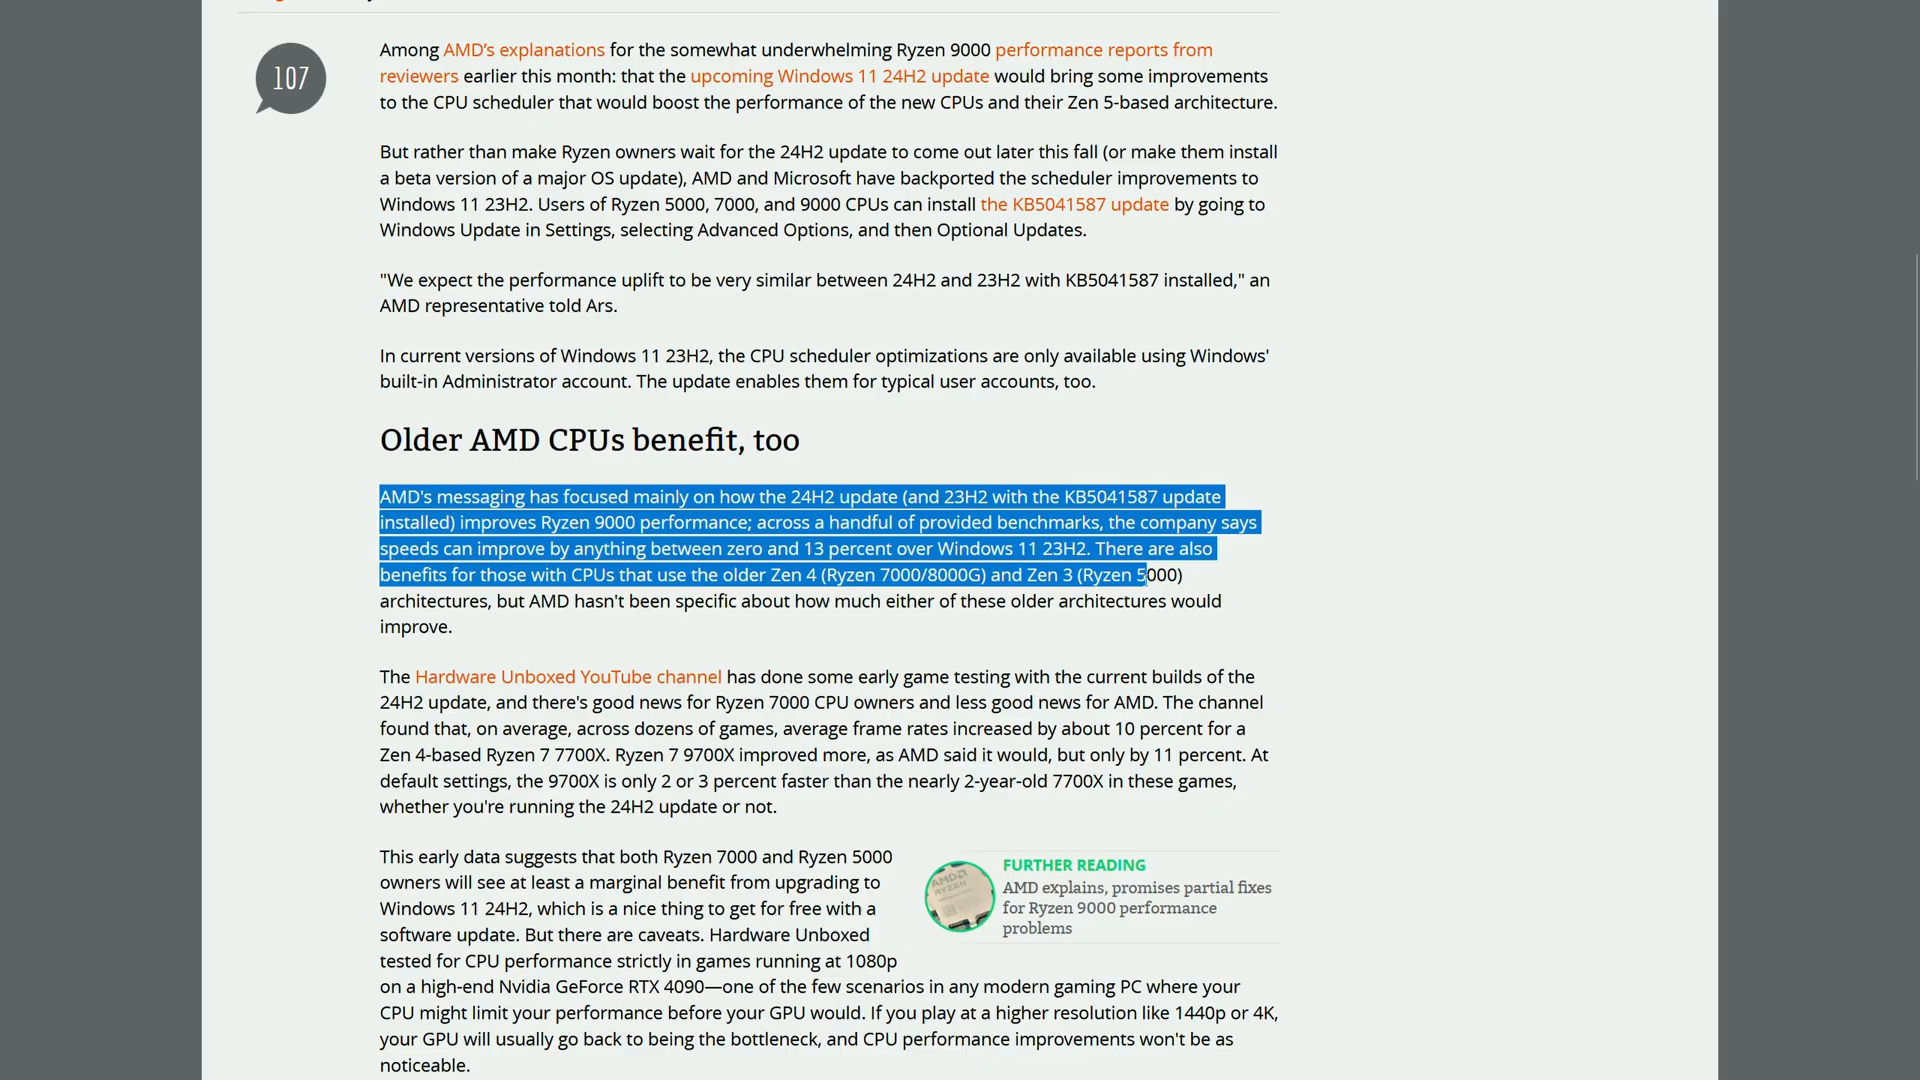 107
Among AMD's explanations for the somewhat underwhelming Ryzen 9000 performance reports from
reviewers earlier this month: that the upcoming Windows 11 24H2 update would bring some improvements
to the CPU scheduler that would boost the performance of the new CPUs and their Zen 5-based architecture.
But rather than make Ryzen owners wait for the 24H2 update to come out later this fall (or make them install
a beta version of a major OS update), AMD and Microsoft have backported the scheduler improvements to
Windows 11 23H2. Users of Ryzen 5000, 7000, and 9000 CPUs can install the KB5041587 update by going to
Windows Update in Settings, selecting Advanced Options, and then Optional Updates.
"We expect the performance uplift to be very similar between 24H2 and 23H2 with KB5041587 installed," an
AMD representative told Ars.
In current versions of Windows 11 23H2, the CPU scheduler optimizations are only available using Windows'
built-in Administrator account. The update enables them for typical user accounts, too.
Older AMD CPUs benefit, too
AMD's messaging has focused mainly on how the 24H2 update (and 23H2 with the KB5041587 update
installed) improves Ryzen 9000 performance; across a handful of provided benchmarks, the company says
speeds can improve by anything between zero and 13 percent over Windows 11 23H2. There are also
benefits for those with CPUs that use the older Zen 4 (Ryzen 7000/8000G) and Zen 3 (Ryzen 5000)
architectures, but AMD hasn't been specific about how much either of these older architectures would
improve.
The Hardware Unboxed YouTube channel has done some early game testing with the current builds of the
24H2 update, and there's good news for Ryzen 7000 CPU owners and less good news for AMD. The channel
found that, on average, across dozens of games, average frame rates increased by about 10 percent for a
Zen 4-based Ryzen 7 7700X. Ryzen 7 9700X improved more, as AMD said it would, but only by 11 percent. At
default settings, the 9700X is only 2 or 3 percent faster than the nearly 2-year-old 7700X in these games,
whether you're running the 24H2 update or not.
This early data suggests that both Ryzen 7000 and Ryzen 5000
owners will see at least a marginal benefit from upgrading to
Windows 11 24H2, which is a nice thing to get for free with a
software update. But there are caveats. Hardware Unboxed
tested for CPU performance strictly in games running at 1080p
on a high-end Nvidia GeForce RTX 4090—one of the few scenarios in any modern gaming PC where your
CPU might limit your performance before your GPU would. If you play at a higher resolution like 1440p or 4K,
your GPU will usually go back to being the bottleneck, and CPU performance improvements won't be as
noticeable.
AMD
RYZEN
FURTHER READING
AMD explains, promises partial fixes
for Ryzen 9000 performance
problems